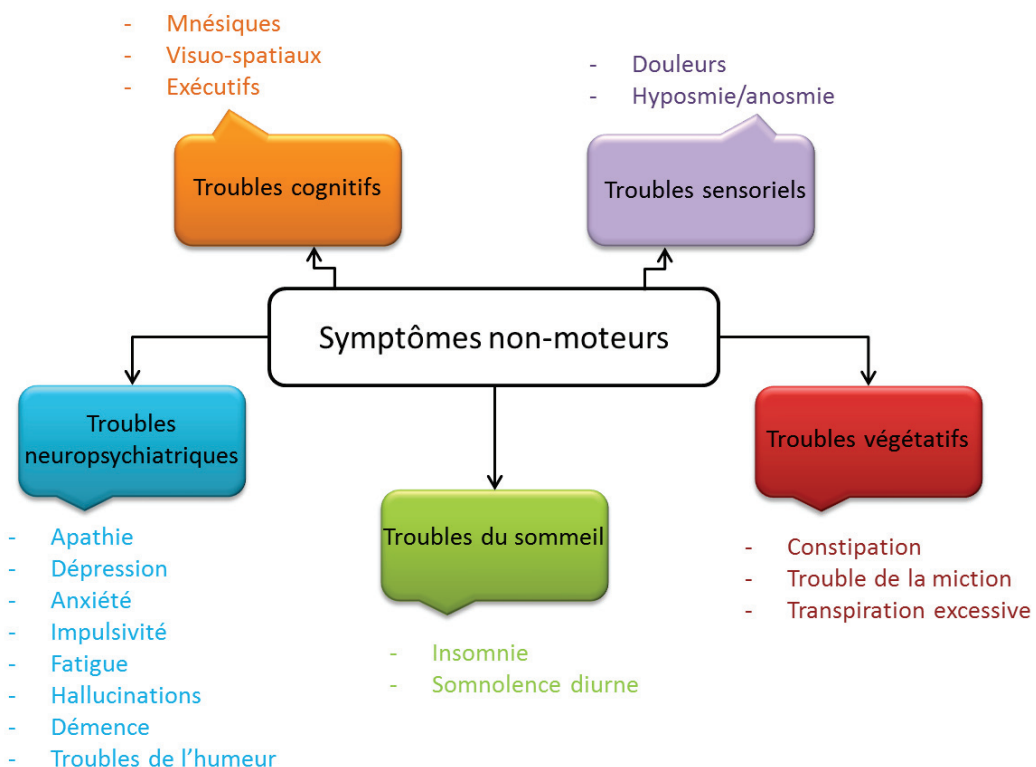 - Mnésiques
- Visuo-spatiaux
- Exécutifs
- Douleurs
- Hyposmie/anosmie
Troubles cognitifs
Troubles sensoriels
Symptômes non-moteurs
Troubles
neuropsychiatriques
Troubles végétatifs
Troubles du sommeil
- Apathie
- Dépression
- Anxiété
- Impulsivité
- Fatigue
- Hallucinations
- Démence
- Troubles de l'humeur
- Insomnie
- Somnolence diurne
- Constipation
- Trouble de la miction
- Transpiration excessive